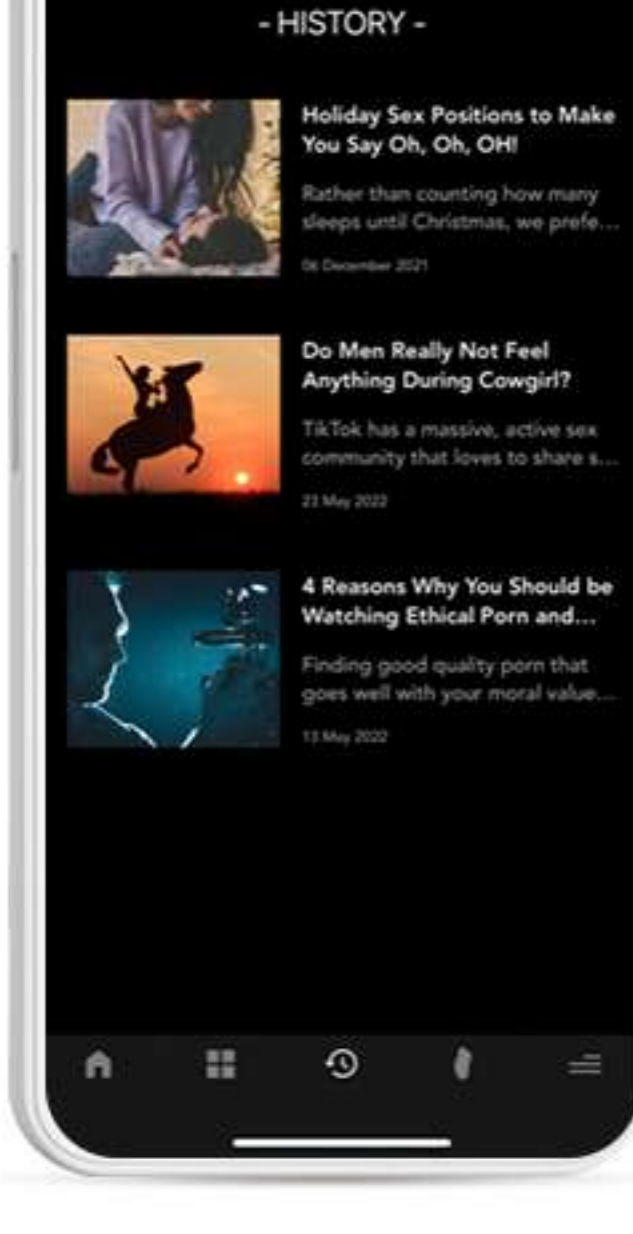 - HISTORY -
Holiday Sex Positions to Make
You Say Oh, Oh, OH!
Rather than counting how many
sleeps until Christmas, we prefe...
06 December 2021
Do Men Really Not Feel
Anything During Cowgirl?
TikTok has a massive, active sex
community that loves to share s...
23 May 2022
4 Reasons Why You Should be
Watching Ethical Porn and...
Finding good quality porn that
goes well with your moral value...
13 May 2022